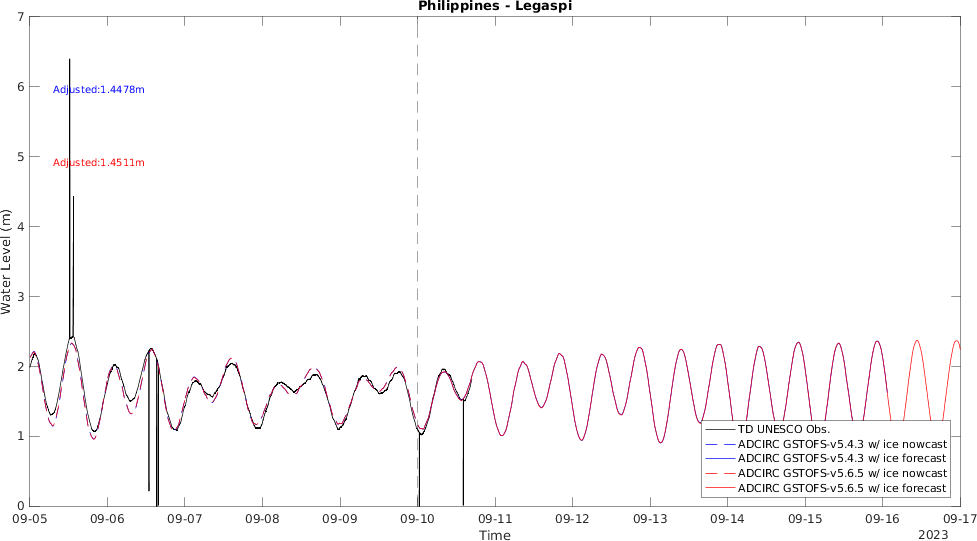 Philippines - Legaspi
7
6
5
4
3
2
1
0
Water Level (m)
Adjusted:1.4478m
Adjusted:1.4511m
TD UNESCO Obs.
ADCIRC GSTOFS-v5.4.3 w/ ice nowcast
ADCIRC GSTOFS-v5.4.3 w/ ice forecast
ADCIRC GSTOFS-v5.6.5 w/ ice nowcast
ADCIRC GSTOFS-v5.6.5 w/ ice forecast
09-05 09-06 09-07 09-08 09-09 09-10 09-11 09-12 09-13 09-14 09-15 09-16 09-17
Time
2023